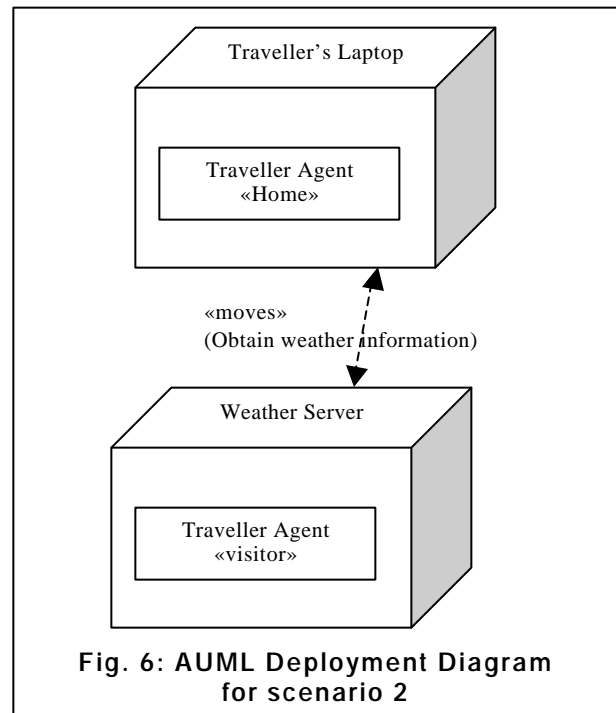 Traveller's Laptop
Traveller Agent
«Home»
«moves»
(Obtain weather information)
Weather Server
Traveller Agent
«visitor»
Fig. 6: AUML Deployment Diagram
for scenario 2